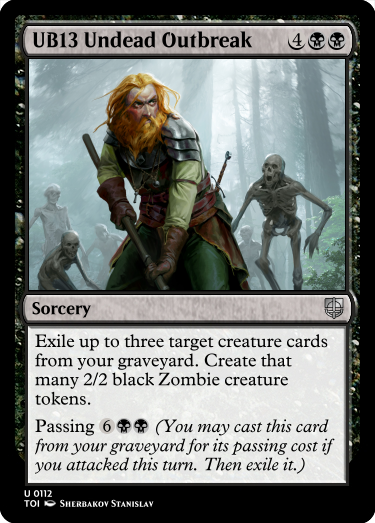 UB13 Undead Outbreak 4
Sorcery
Exile up to three target creature cards
from your graveyard. Create that
many 2/2 black Zombie creature
tokens.
Passing 6 (You may cast this card
from your graveyard for its passing cost if
you attacked this turn. Then exile it.)
U 0112
TOI Sherbakov Stanislav